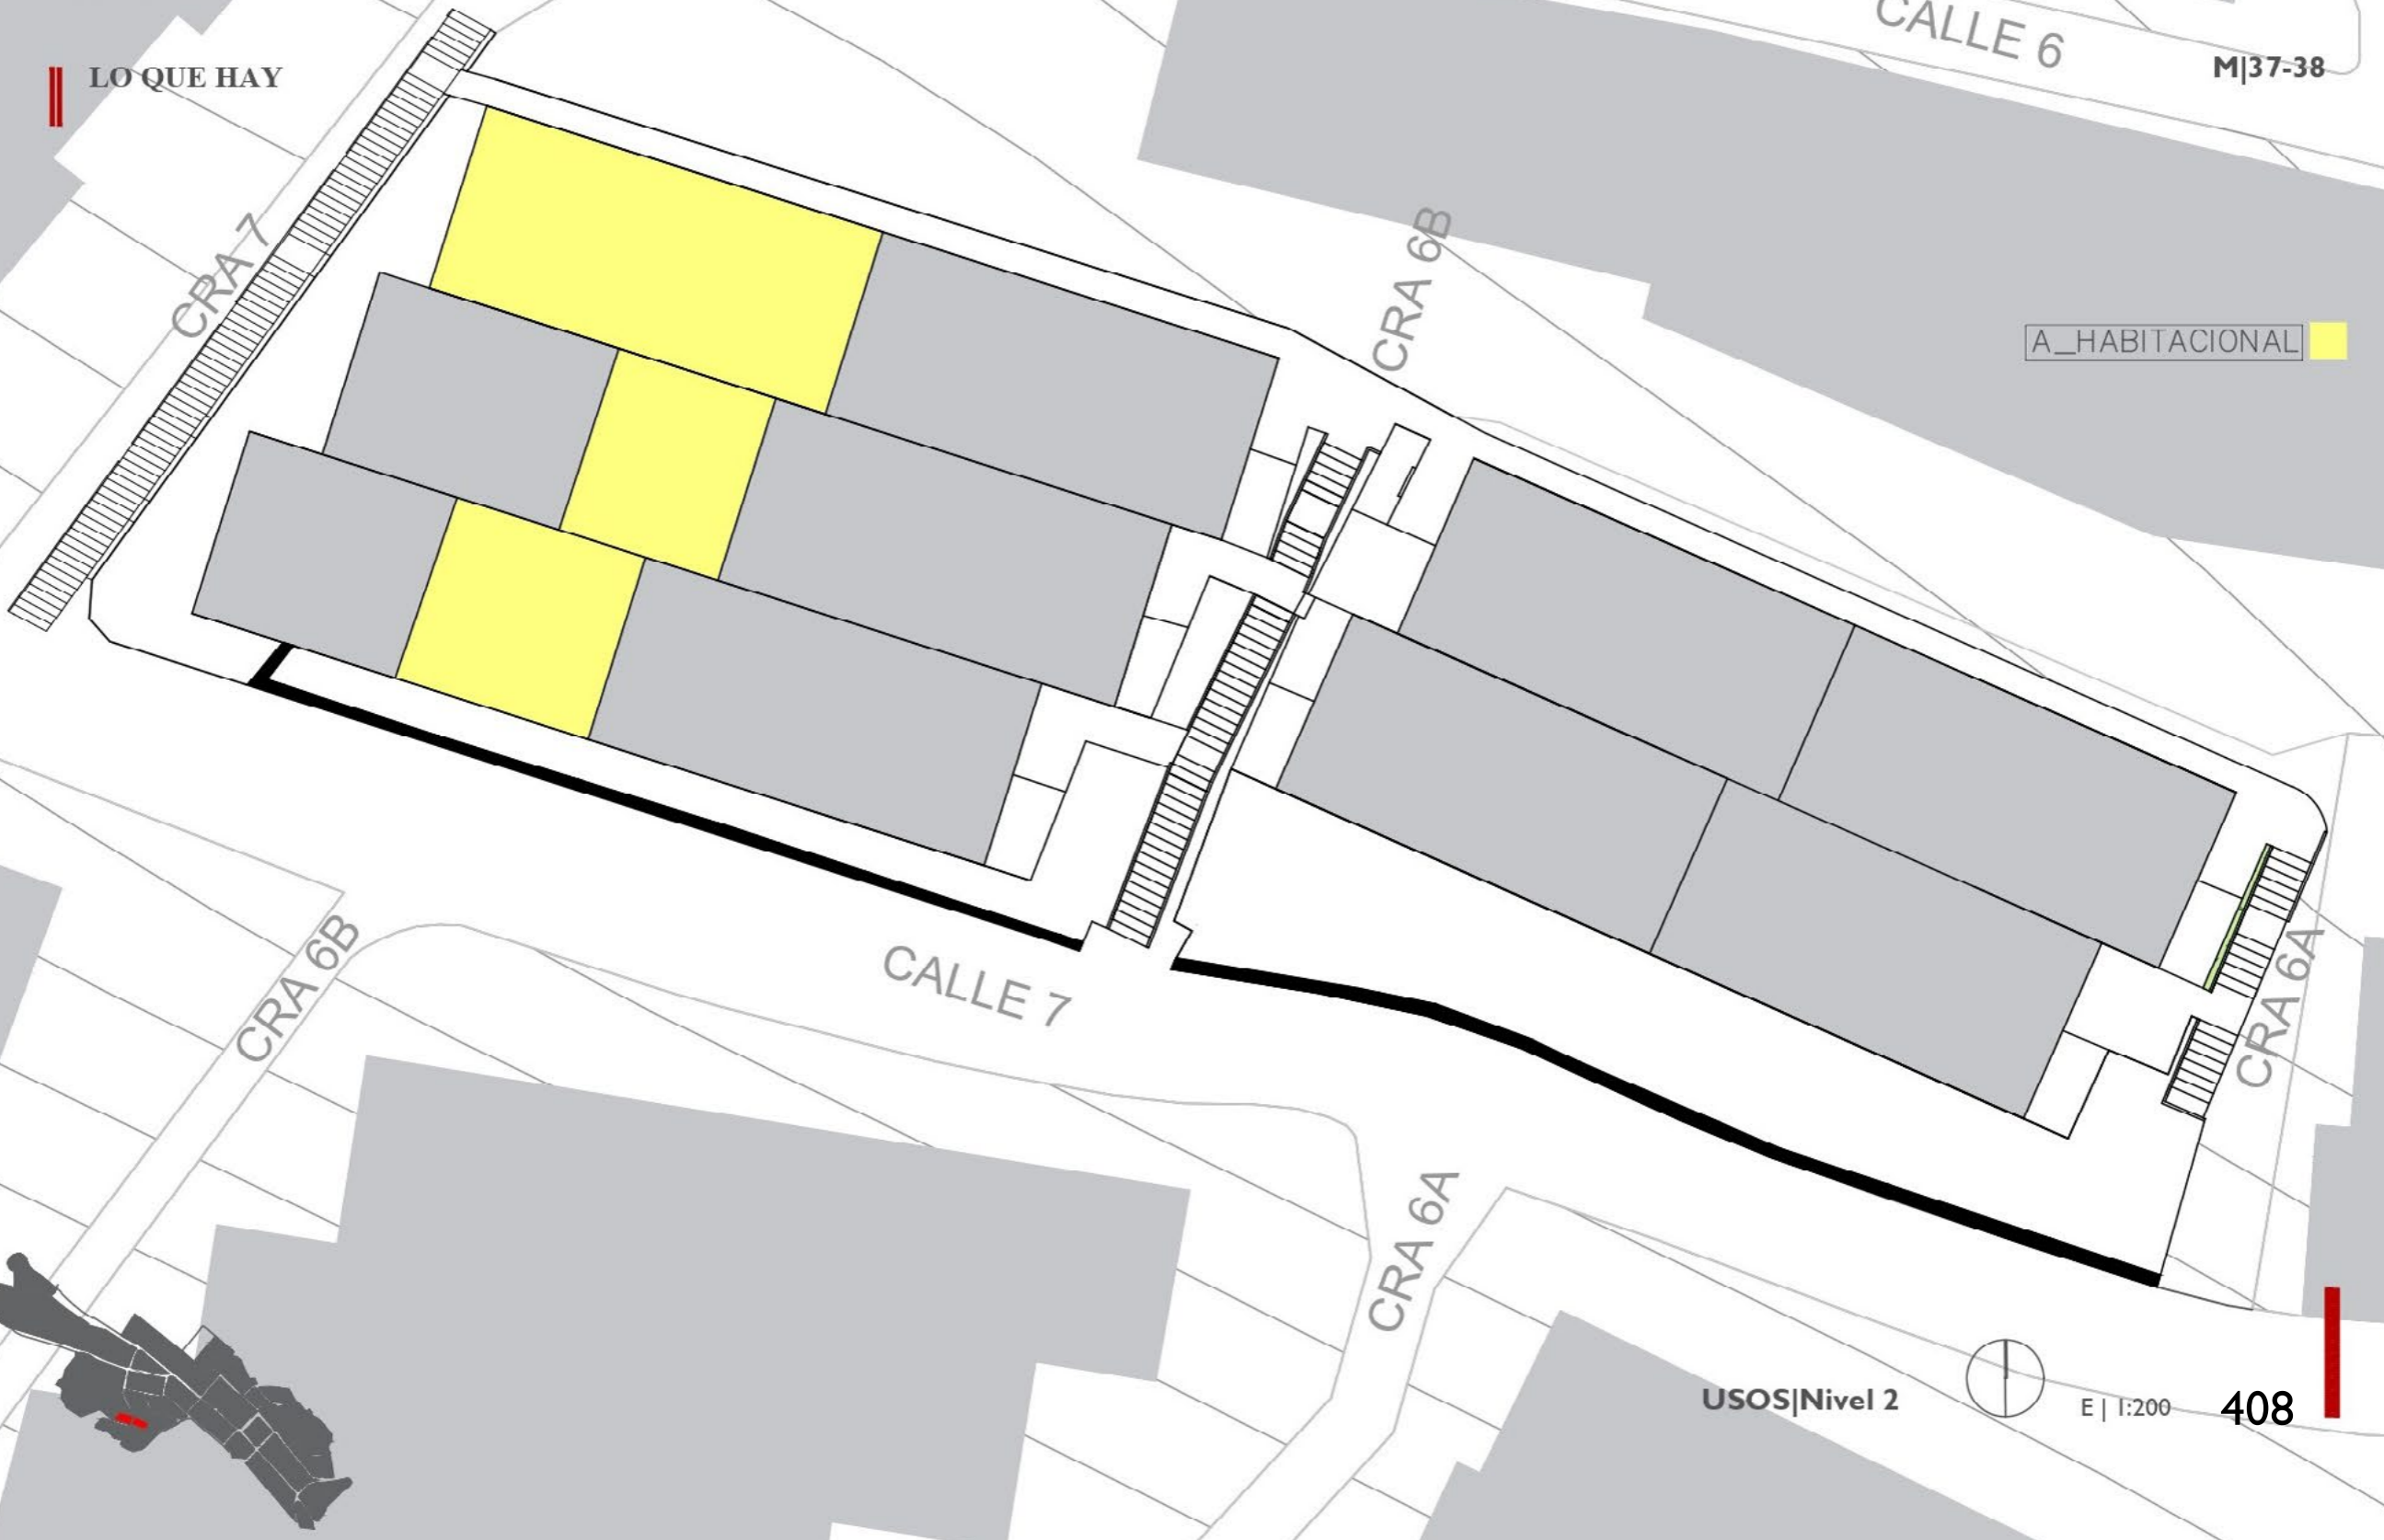 CALLE 6
LO QUE HAY
M|37-38
CRA 7
CRA 6B
A_HABITACIONAL
CRA 6B
CALLE 7
CRA 6A
CRA 6A
USOS|Nivel 2
E | 1:200
408